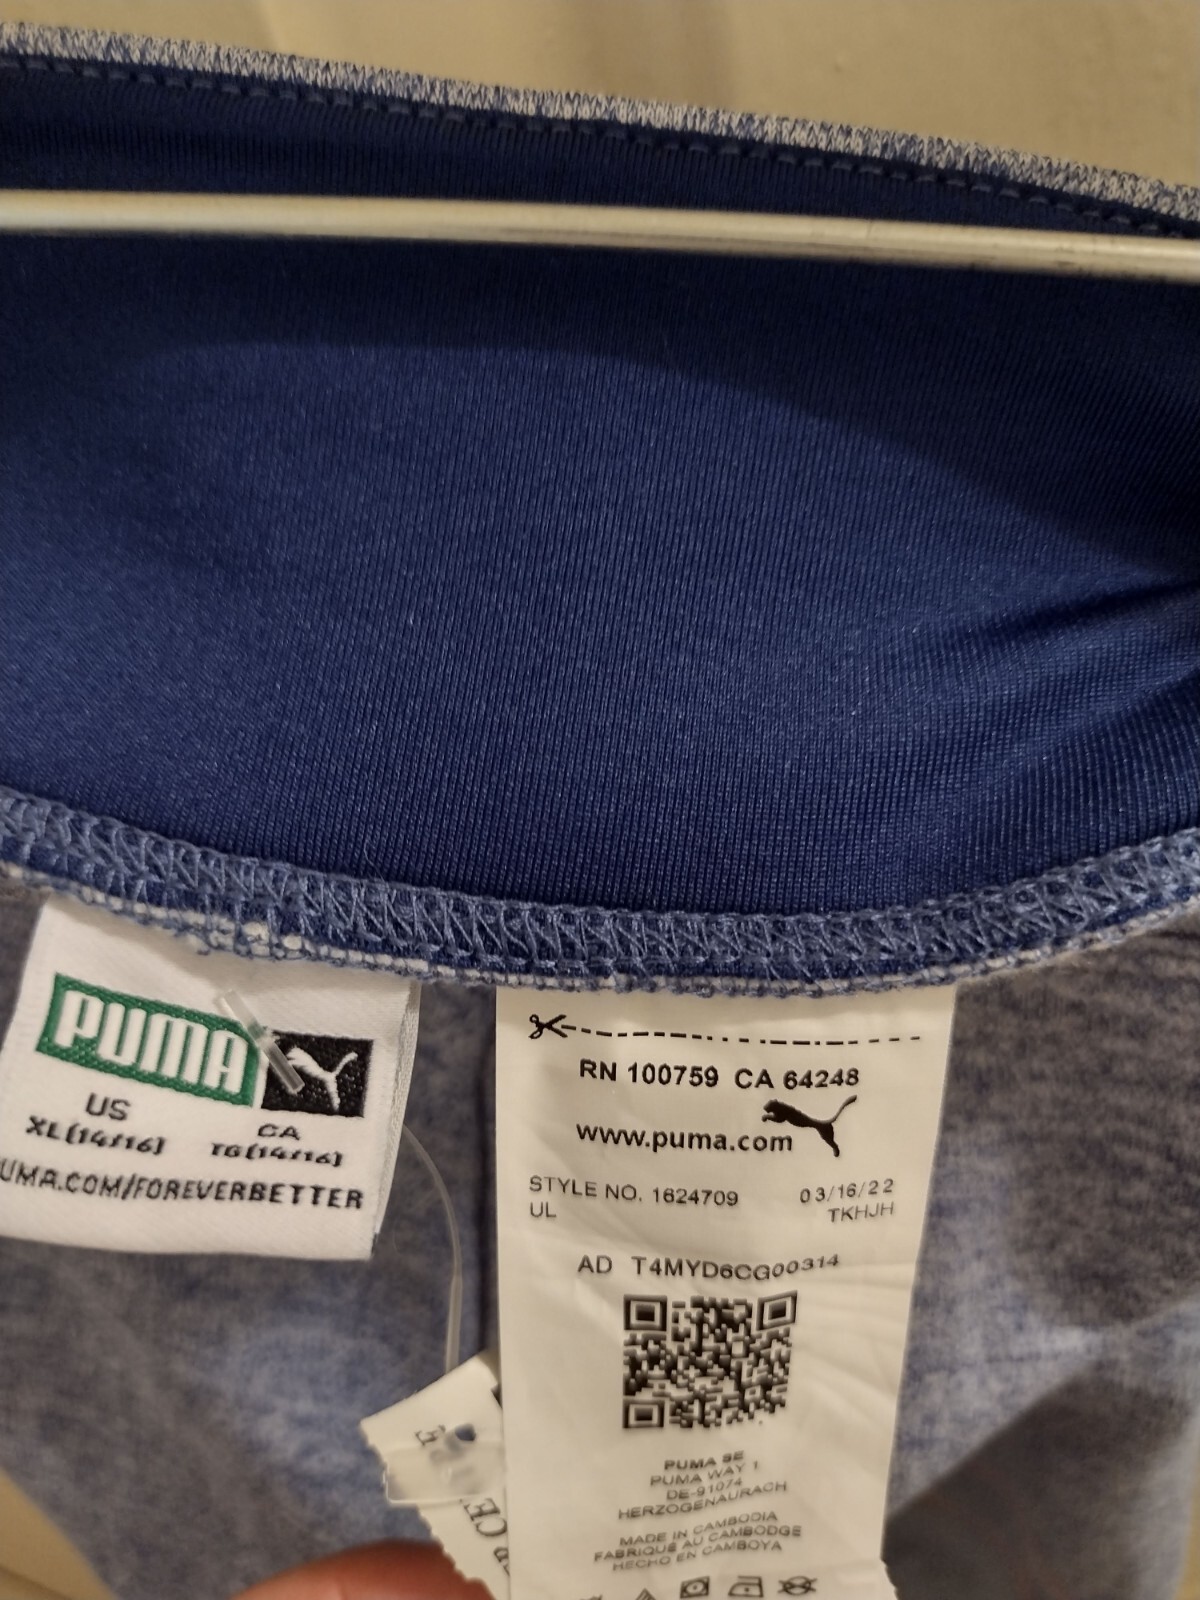 PUMA
US
XL(14/16)
CA
TG(14/16)
UMA.COM/FOREVERBETTER
RN 100759 CA 64248
www.puma.com
STYLE NO. 1624709 03/16/22
UL TKHJH
AD T4MYD6CG00314
PUMA SE
PUMA WAY 1
DE-91074
HERZOGENAURACH
MADE IN CAMBODIA
FABRIQUÉ AU CAMBODGE
HECHO EN CAMBOYA